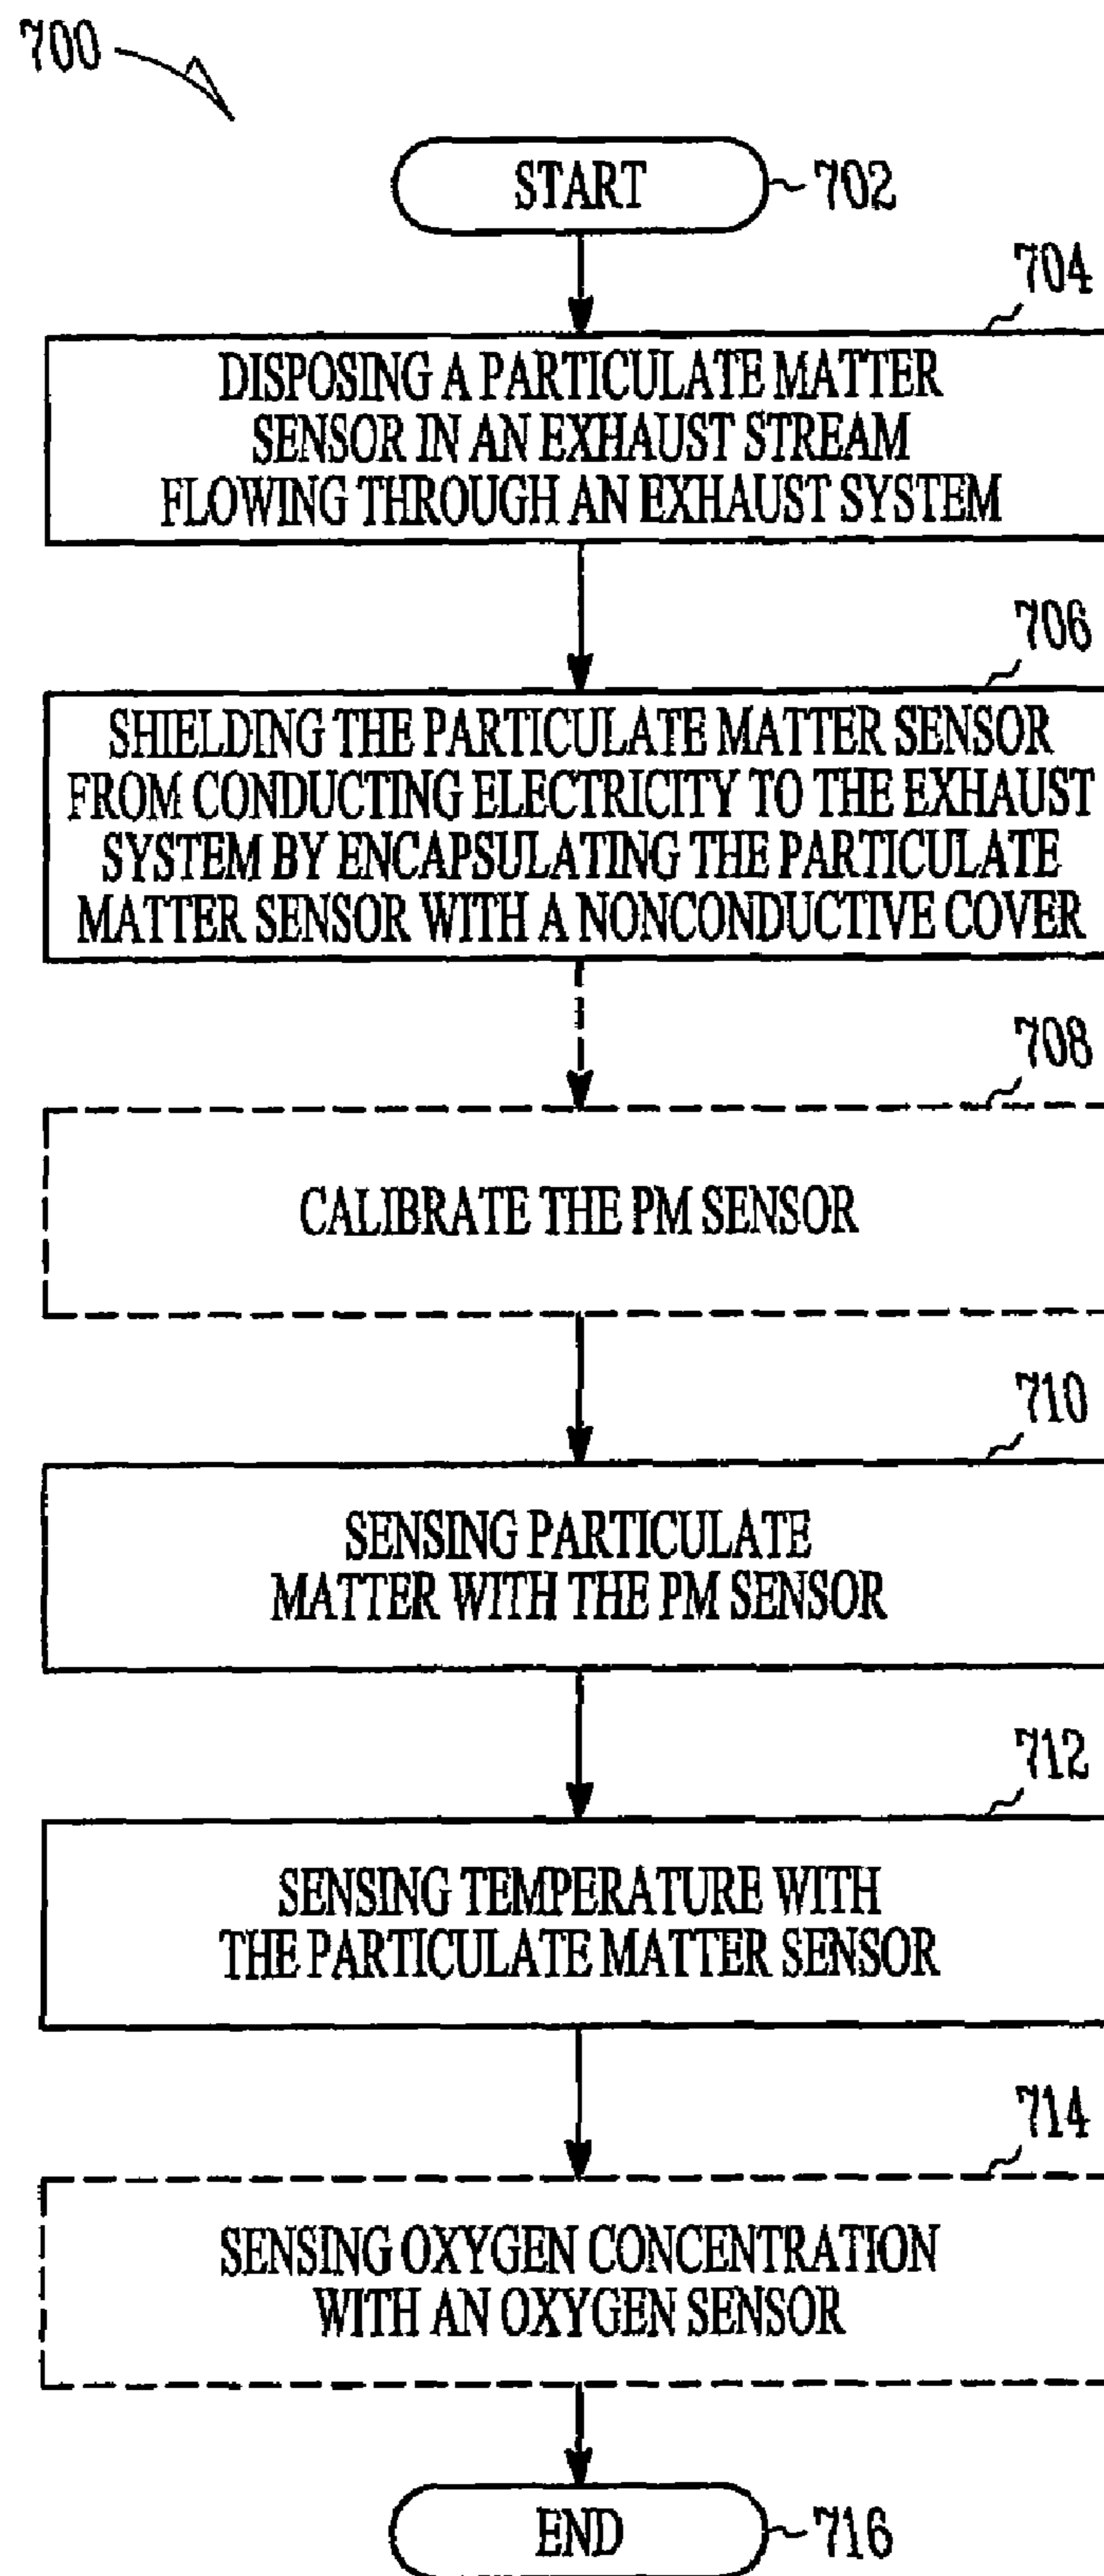 700
START
702
704
DISPOSING A PARTICULATE MATTER
SENSOR IN AN EXHAUST STREAM
FLOWING THROUGH AN EXHAUST SYSTEM
706
SHIELDING THE PARTICULATE MATTER SENSOR
FROM CONDUCTING ELECTRICITY TO THE EXHAUST
SYSTEM BY ENCAPSULATING THE PARTICULATE
MATTER SENSOR WITH A NONCONDUCTIVE COVER
708
CALIBRATE THE PM SENSOR
710
SENSING PARTICULATE
MATTER WITH THE PM SENSOR
712
SENSING TEMPERATURE WITH
THE PARTICULATE MATTER SENSOR
714
SENSING OXYGEN CONCENTRATION
WITH AN OXYGEN SENSOR
END
716